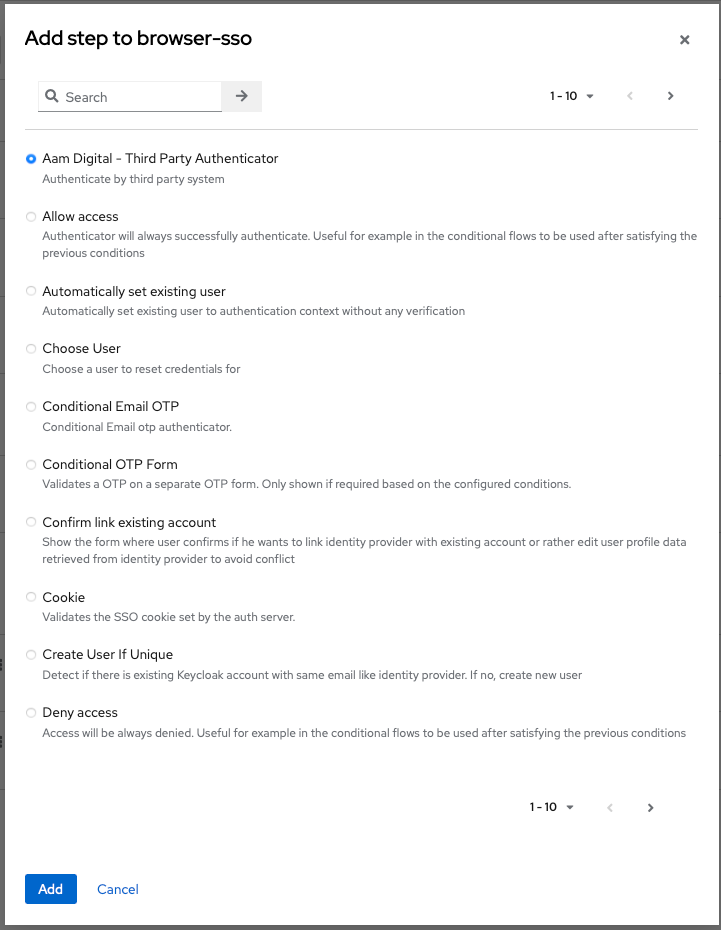 Add step to browser-sso
Search
1 - 10
Aam Digital - Third Party Authenticator
Authenticate by third party system
Allow access
Authenticator will always successfully authenticate. Useful for example in the conditional flows to be used after satisfying the
previous conditions
Automatically set existing user
Automatically set existing user to authentication context without any verification
Choose User
Choose a user to reset credentials for
Conditional Email OTP
Conditional Email otp authenticator.
Conditional OTP Form
Validates a OTP on a separate OTP form. Only shown if required based on the configured conditions.
Confirm link existing account
Show the form where user confirms if he wants to link identity provider with existing account or rather edit user profile data
retrieved from identity provider to avoid conflict
Cookie
Validates the SSO cookie set by the auth server.
Create User If Unique
Detect if there is existing Keycloak account with same email like identity provider. If no, create new user
Deny access
Access will be always denied. Useful for example in the conditional flows to be used after satisfying the previous conditions
1 - 10
Add
Cancel